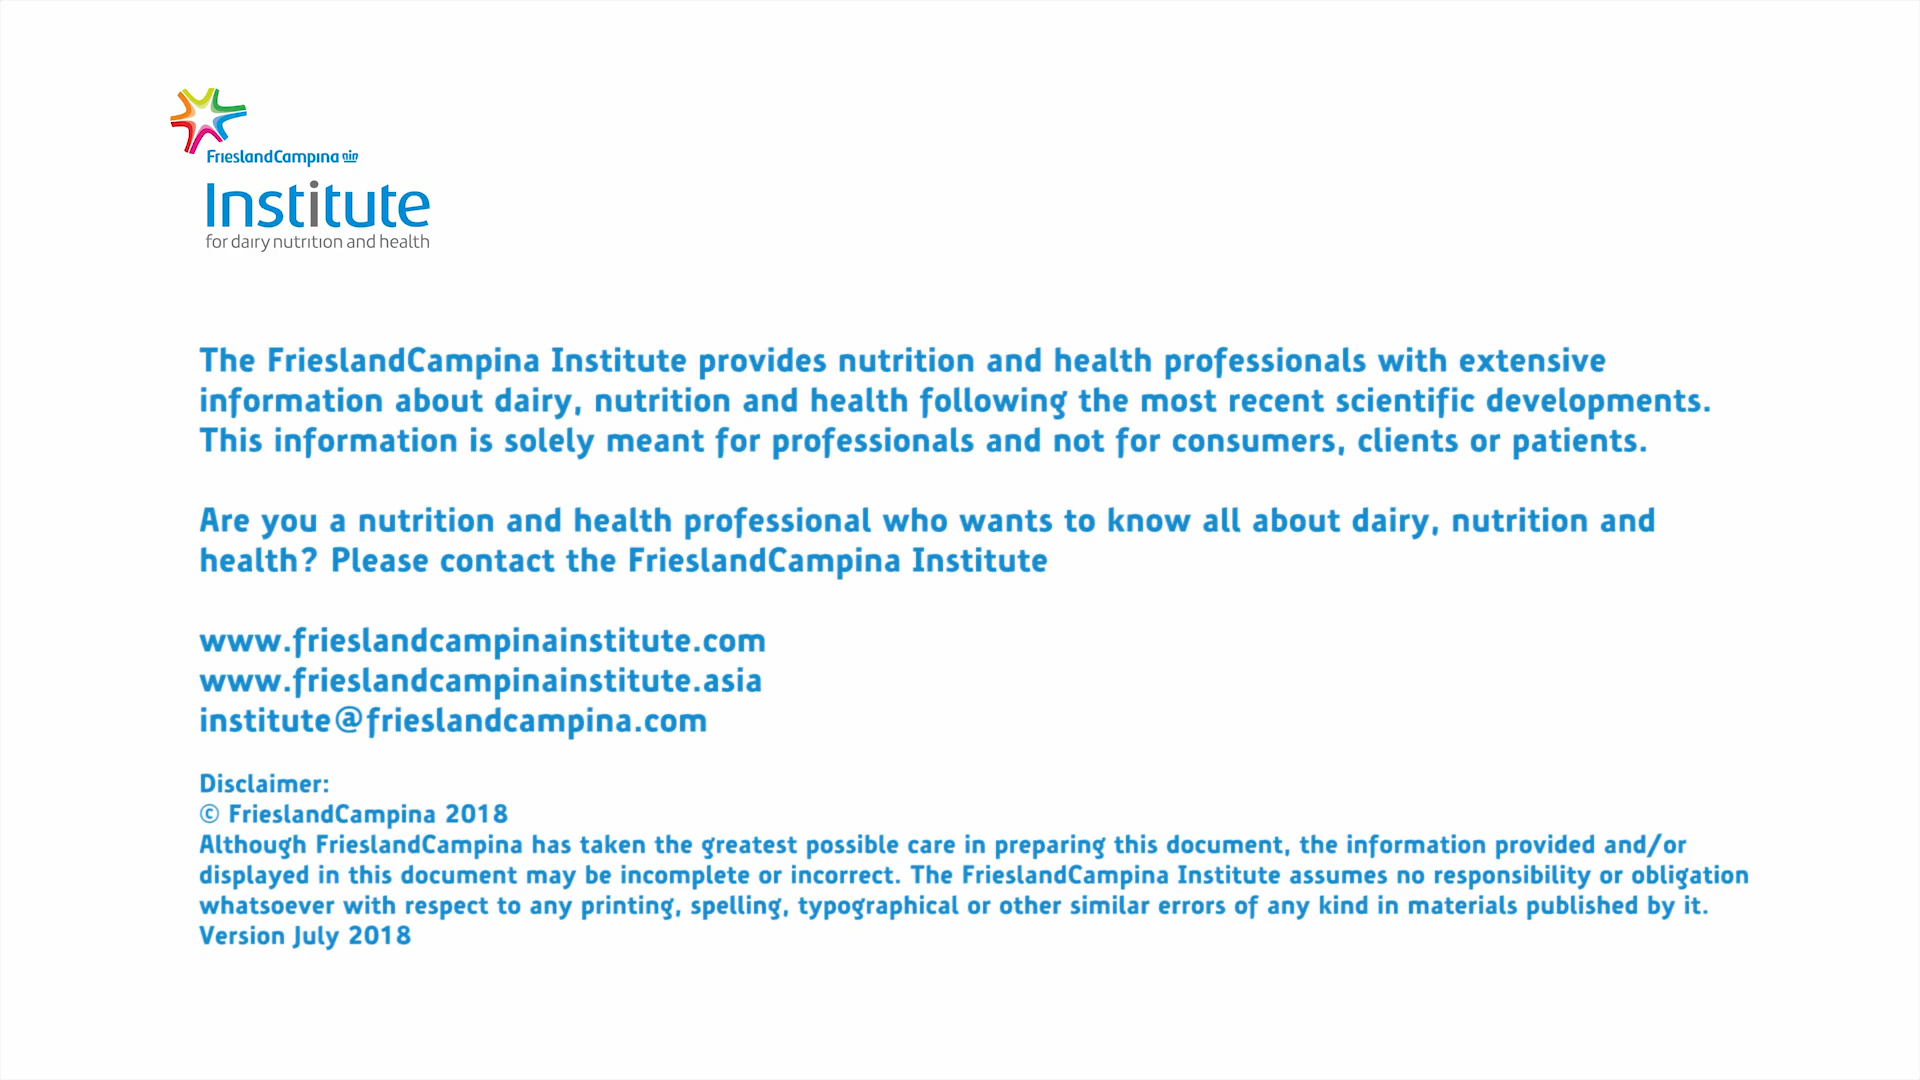 FrieslandCampina
Institute
for dairy nutrition and health
The FrieslandCampina Institute provides nutrition and health professionals with extensive
information about dairy, nutrition and health following the most recent scientific developments.
This information is solely meant for professionals and not for consumers, clients or patients.
Are you a nutrition and health professional who wants to know all about dairy, nutrition and
health? Please contact the FrieslandCampina Institute
www.frieslandcampinainstitute.com
www.frieslandcampinainstitute.asia
institute@frieslandcampina.com
Disclaimer:
© FrieslandCampina 2018
Although FrieslandCampina has taken the greatest possible care in preparing this document, the information provided and/or
displayed in this document may be incomplete or incorrect. The FrieslandCampina Institute assumes no responsibility or obligation
whatsoever with respect to any printing, spelling, typographical or other similar errors of any kind in materials published by it.
Version July 2018